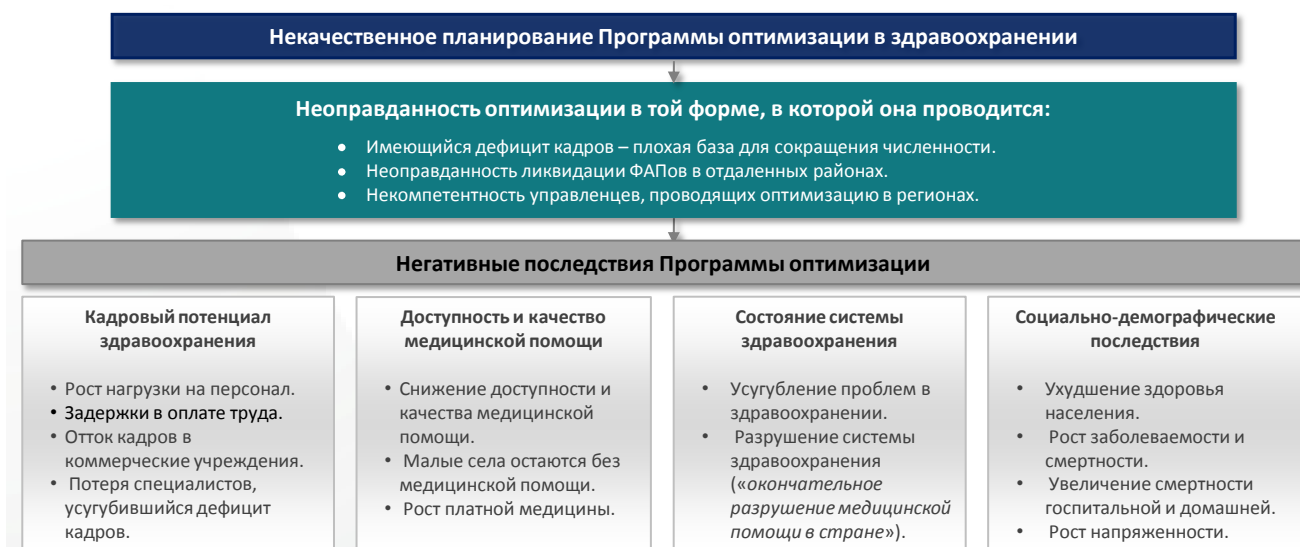 Некачественное планирование Программы оптимизации в здравоохранении
Неоправданность оптимизации в той форме, в которой она проводится:
● Имеющийся дефицит кадров – плохая база для сокращения численности.
● Неоправданность ликвидации ФАПов в отдаленных районах.
● Некомпетентность управленцев, проводящих оптимизацию в регионах.
Негативные последствия Программы оптимизации
Кадровый потенциал
здравоохранения
• Рост нагрузки на персонал.
• Задержки в оплате труда.
• Отток кадров в
коммерческие учреждения.
• Потеря специалистов,
усугубившийся дефицит
кадров.
Доступность и качество
медицинской помощи
• Снижение доступности и
качества медицинской
помощи.
• Малые села остаются без
медицинской помощи.
• Рост платной медицины.
Состояние системы
здравоохранения
• Усугубление проблем в
здравоохранении.
• Разрушение системы
здравоохранения
(«окончательное
разрушение медицинской
помощи в стране»).
Социально-демографические
последствия
• Ухудшение здоровья
населения.
• Рост заболеваемости и
смертности.
• Увеличение смертности
госпитальной и домашней.
• Рост напряженности.